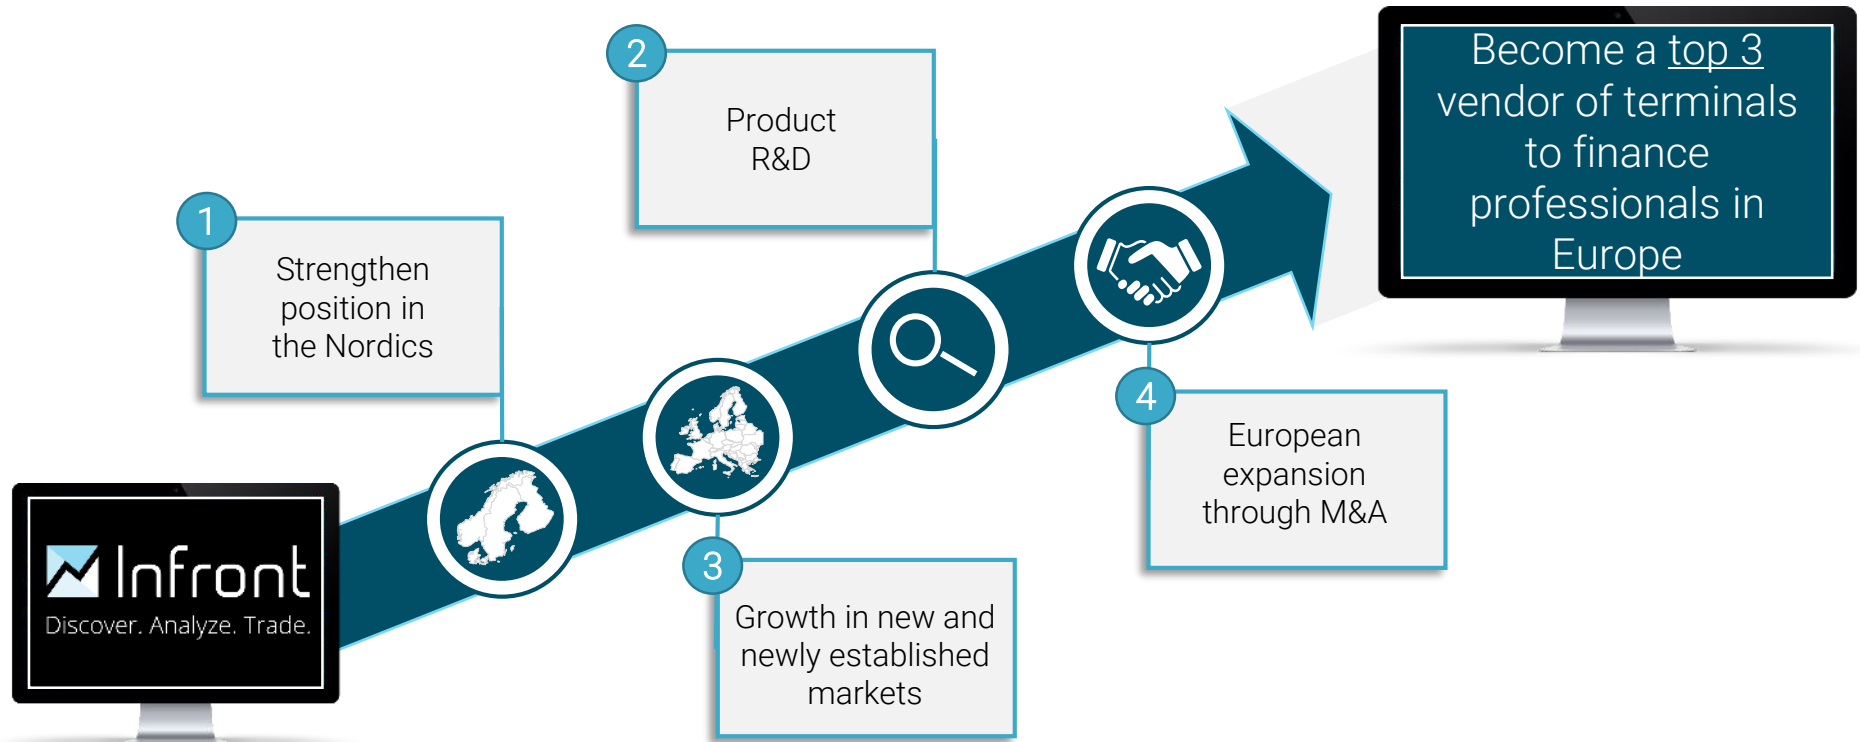 1
Strengthen
position in
the Nordics
2
Product
R&D
3
Growth in new and
newly established
markets
4
European
expansion
through M&A
Infront
Discover. Analyze. Trade.
Become a top 3
vendor of terminals
to finance
professionals in
Europe